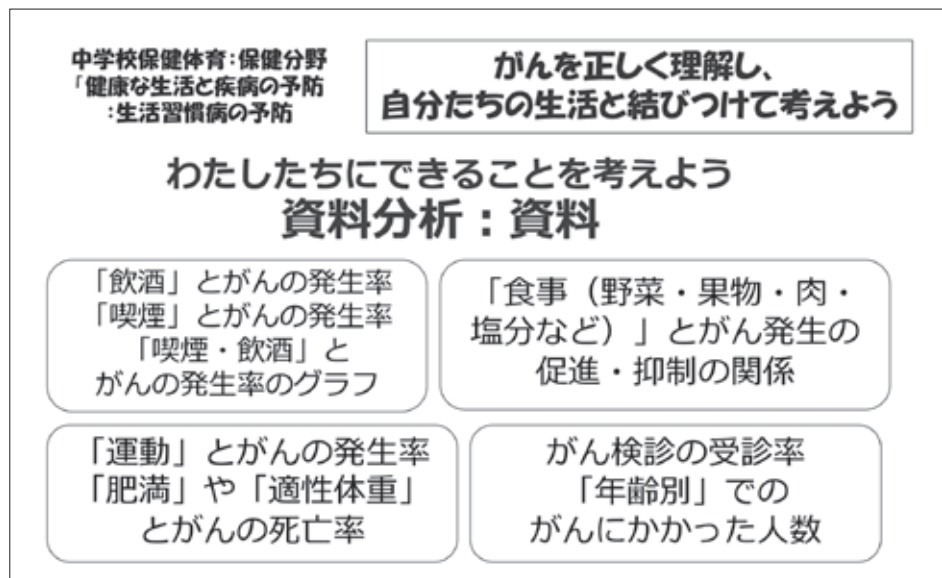 中学校保健体育:保健分野
「健康な生活と疾病の予防
:生活習慣病の予防
がんを正しく理解し、
自分たちの生活と結びつけて考えよう
わたしたちにできることを考えよう
資料分析:資料
「飲酒」とがんの発生率
「喫煙」とがんの発生率
「喫煙・飲酒」と
がんの発生率のグラフ
「食事(野菜・果物・肉・
塩分など)」とがん発生の
促進・抑制の関係
「運動」とがんの発生率
「肥満」や「適性体重」
とがんの死亡率
がん検診の受診率
「年齢別」での
がんにかかった人数